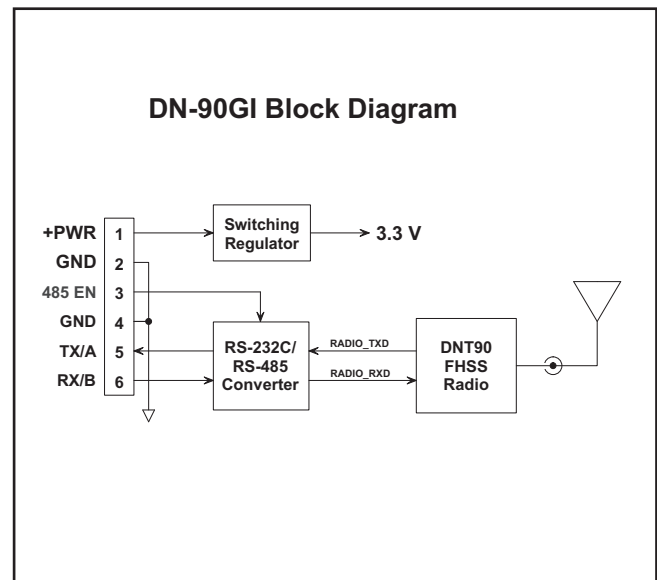 DN-90GI Block Diagram
+PWR 1
Switching
Regulator
3.3 V
GND 2
485 EN 3
GND 4
TX/A 5
RX/B 6
RS-232C/
RS-485
Converter
RADIO_TXD
RADIO_RXD
DNT90
FHSS
Radio